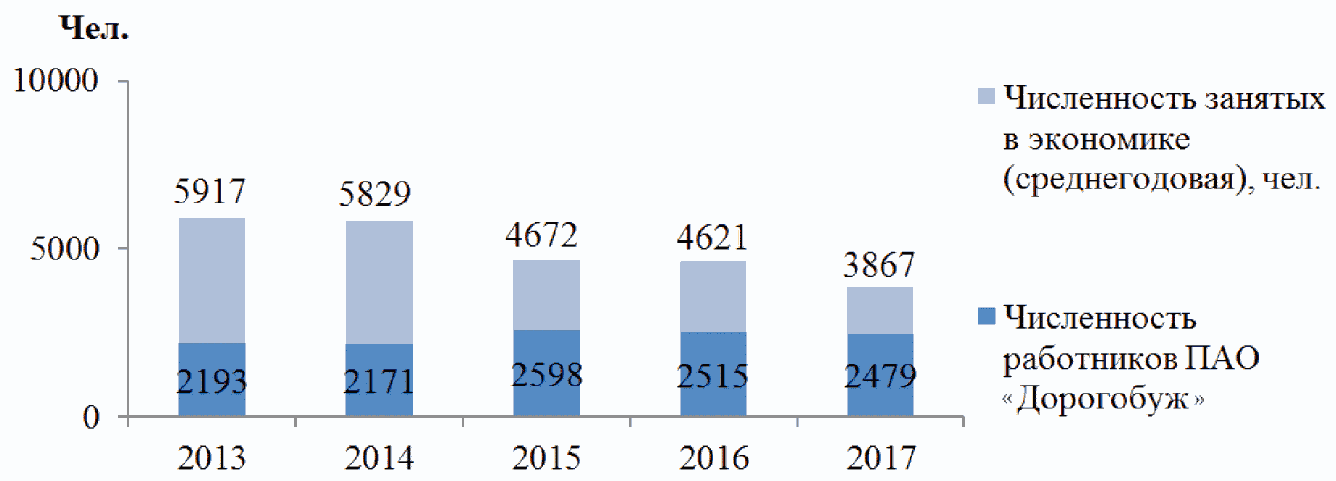 Чел.
10000
5000
0
5917
5829
4672
4621
3867
2193
2171
2598
2515
2479
2013
2014
2015
2016
2017
Численность занятых
в экономике
(среднегодовая), чел.
Численность
работников ПАО
«Дорогобуж»